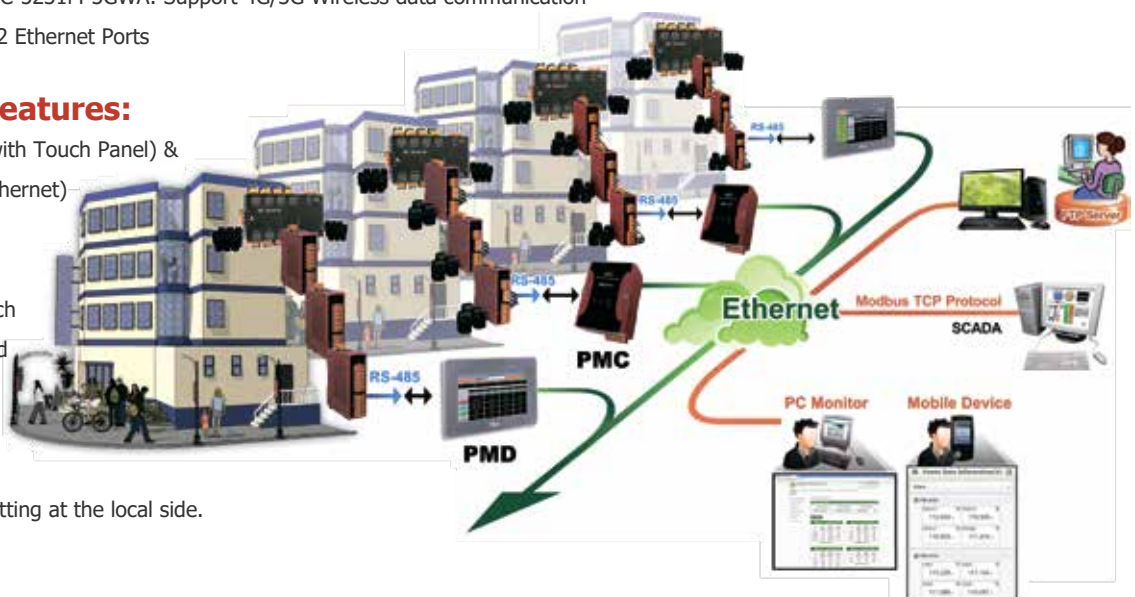 C-5231M-3GWA: Support 4G/3G Wireless data communication
2 Ethernet Ports
eatures:
with Touch Panel) &
hernet)
ch
d
tting at the local side.
RS-485
RS-485
RS-485
RS-485
PMC
PMD
Ethernet
FTP Server
Modbus TCP Protocol
SCADA
PC Monitor
Mobile Device